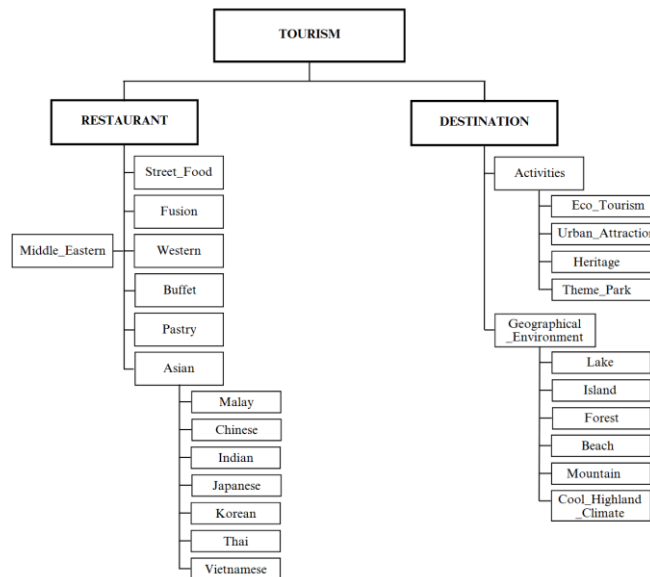 TOURISM
RESTAURANT
Street_Food
Fusion
Middle_Eastern
Western
Buffet
Pastry
Asian
Malay
Chinese
Indian
Japanese
Korean
Thai
Vietnamese
DESTINATION
Activities
Eco_Tourism
Urban_Attraction
Heritage
Theme_Park
Geographical
_Environment
Lake
Island
Forest
Beach
Mountain
Cool_Highland
_Climate